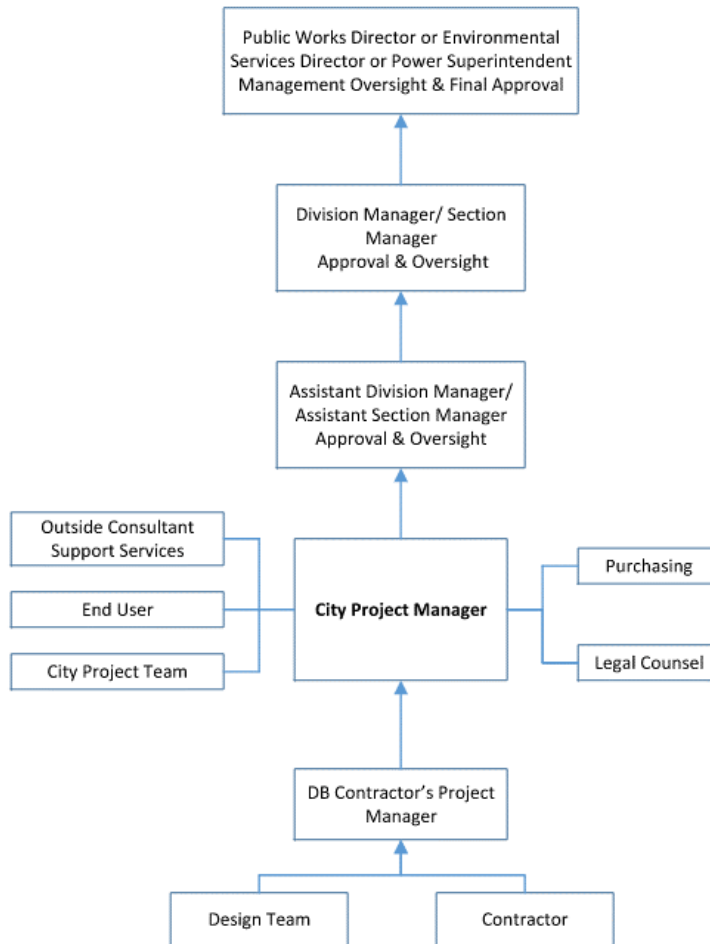 Public Works Director or Environmental
Services Director or Power Superintendent
Management Oversight & Final Approval
Division Manager/ Section
Manager
Approval & Oversight
Assistant Division Manager/
Assistant Section Manager
Approval & Oversight
Outside Consultant
Support Services
End User
City Project Team
City Project Manager
Purchasing
Legal Counsel
DB Contractor’s Project
Manager
Design Team
Contractor